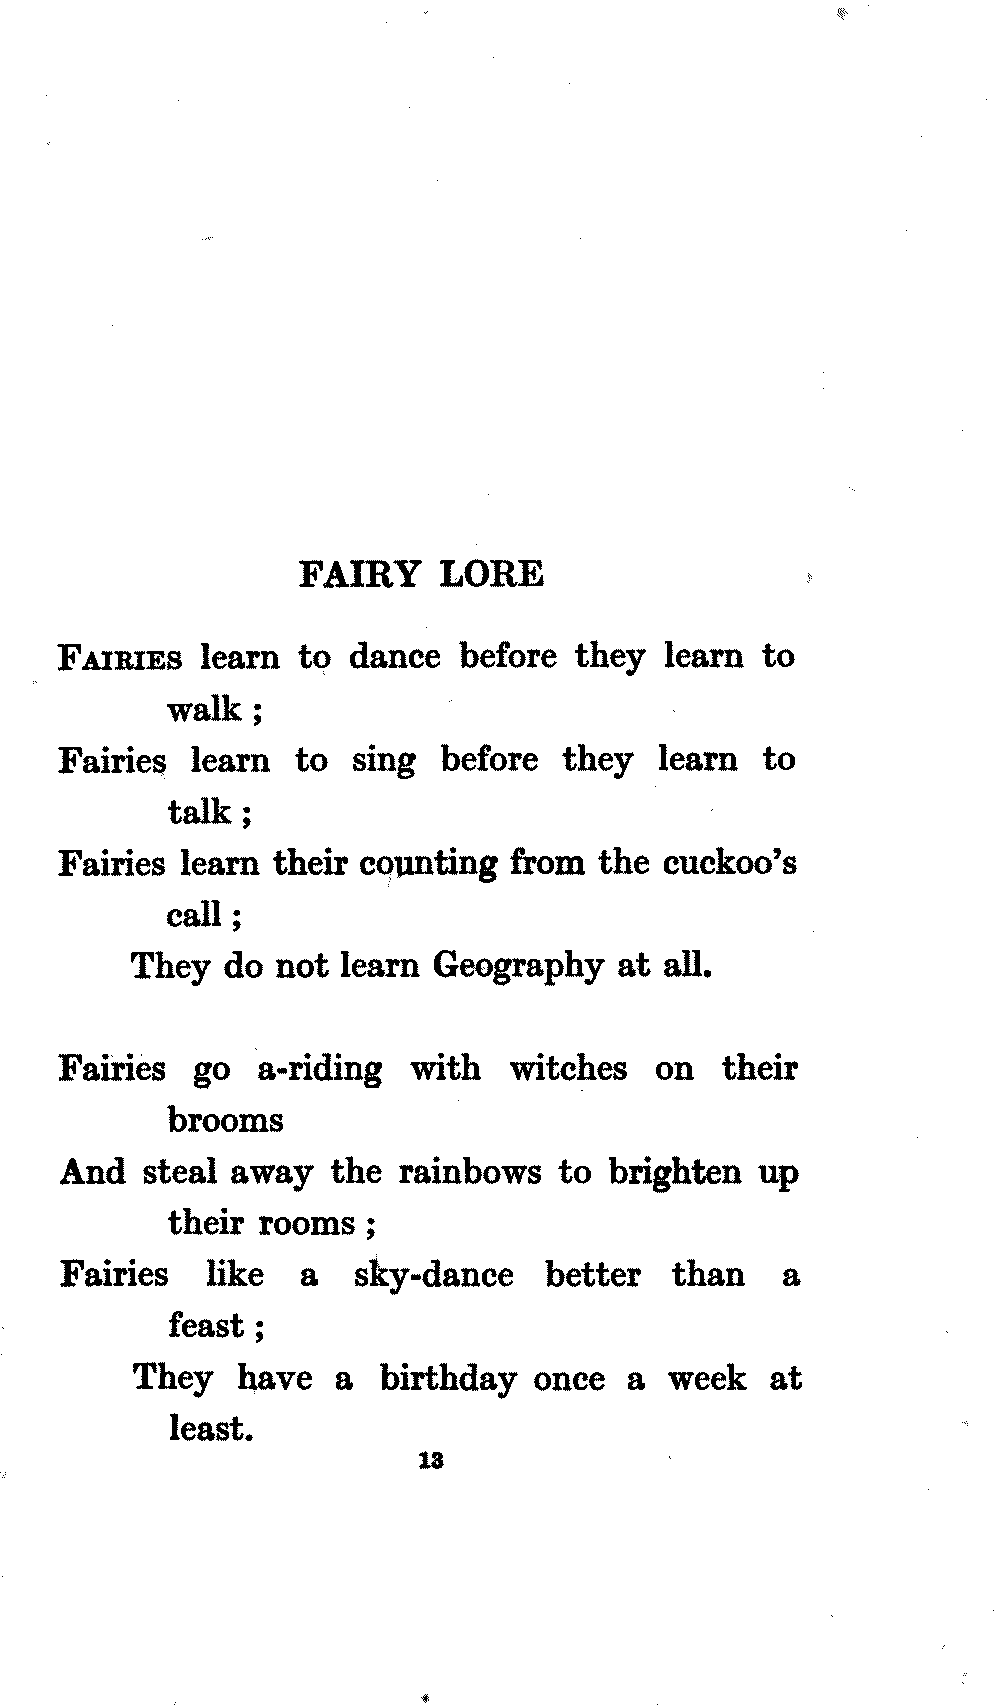 FAIRY LORE
FAIRIES learn to dance before they learn to
walk ;
Fairies learn to sing before they learn to
talk ;
Fairies learn their counting from the cuckoo's
call ;
They do not learn Geography at all.
Fairies go a-riding with witches on their
brooms
And steal away the rainbows to brighten up
their rooms ;
Fairies like a sky-dance better than a
feast ;
They have a birthday once a week at
least.
13